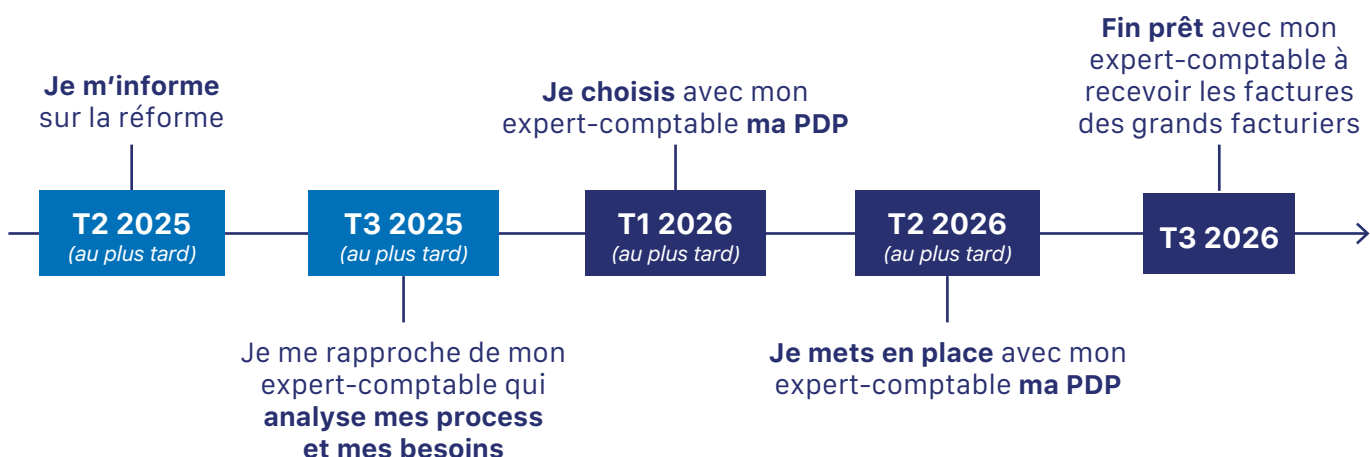 Je m'informe
sur la réforme
T2 2025
(au plus tard)
T3 2025
(au plus tard)
Je me rapproche de mon
expert-comptable qui
analyse mes process
et mes besoins
Je choisis avec mon
expert-comptable ma PDP
T1 2026
(au plus tard)
T2 2026
(au plus tard)
Je mets en place avec mon
expert-comptable ma PDP
Fin prêt avec mon
expert-comptable à
recevoir les factures
des grands facturiers
T3 2026